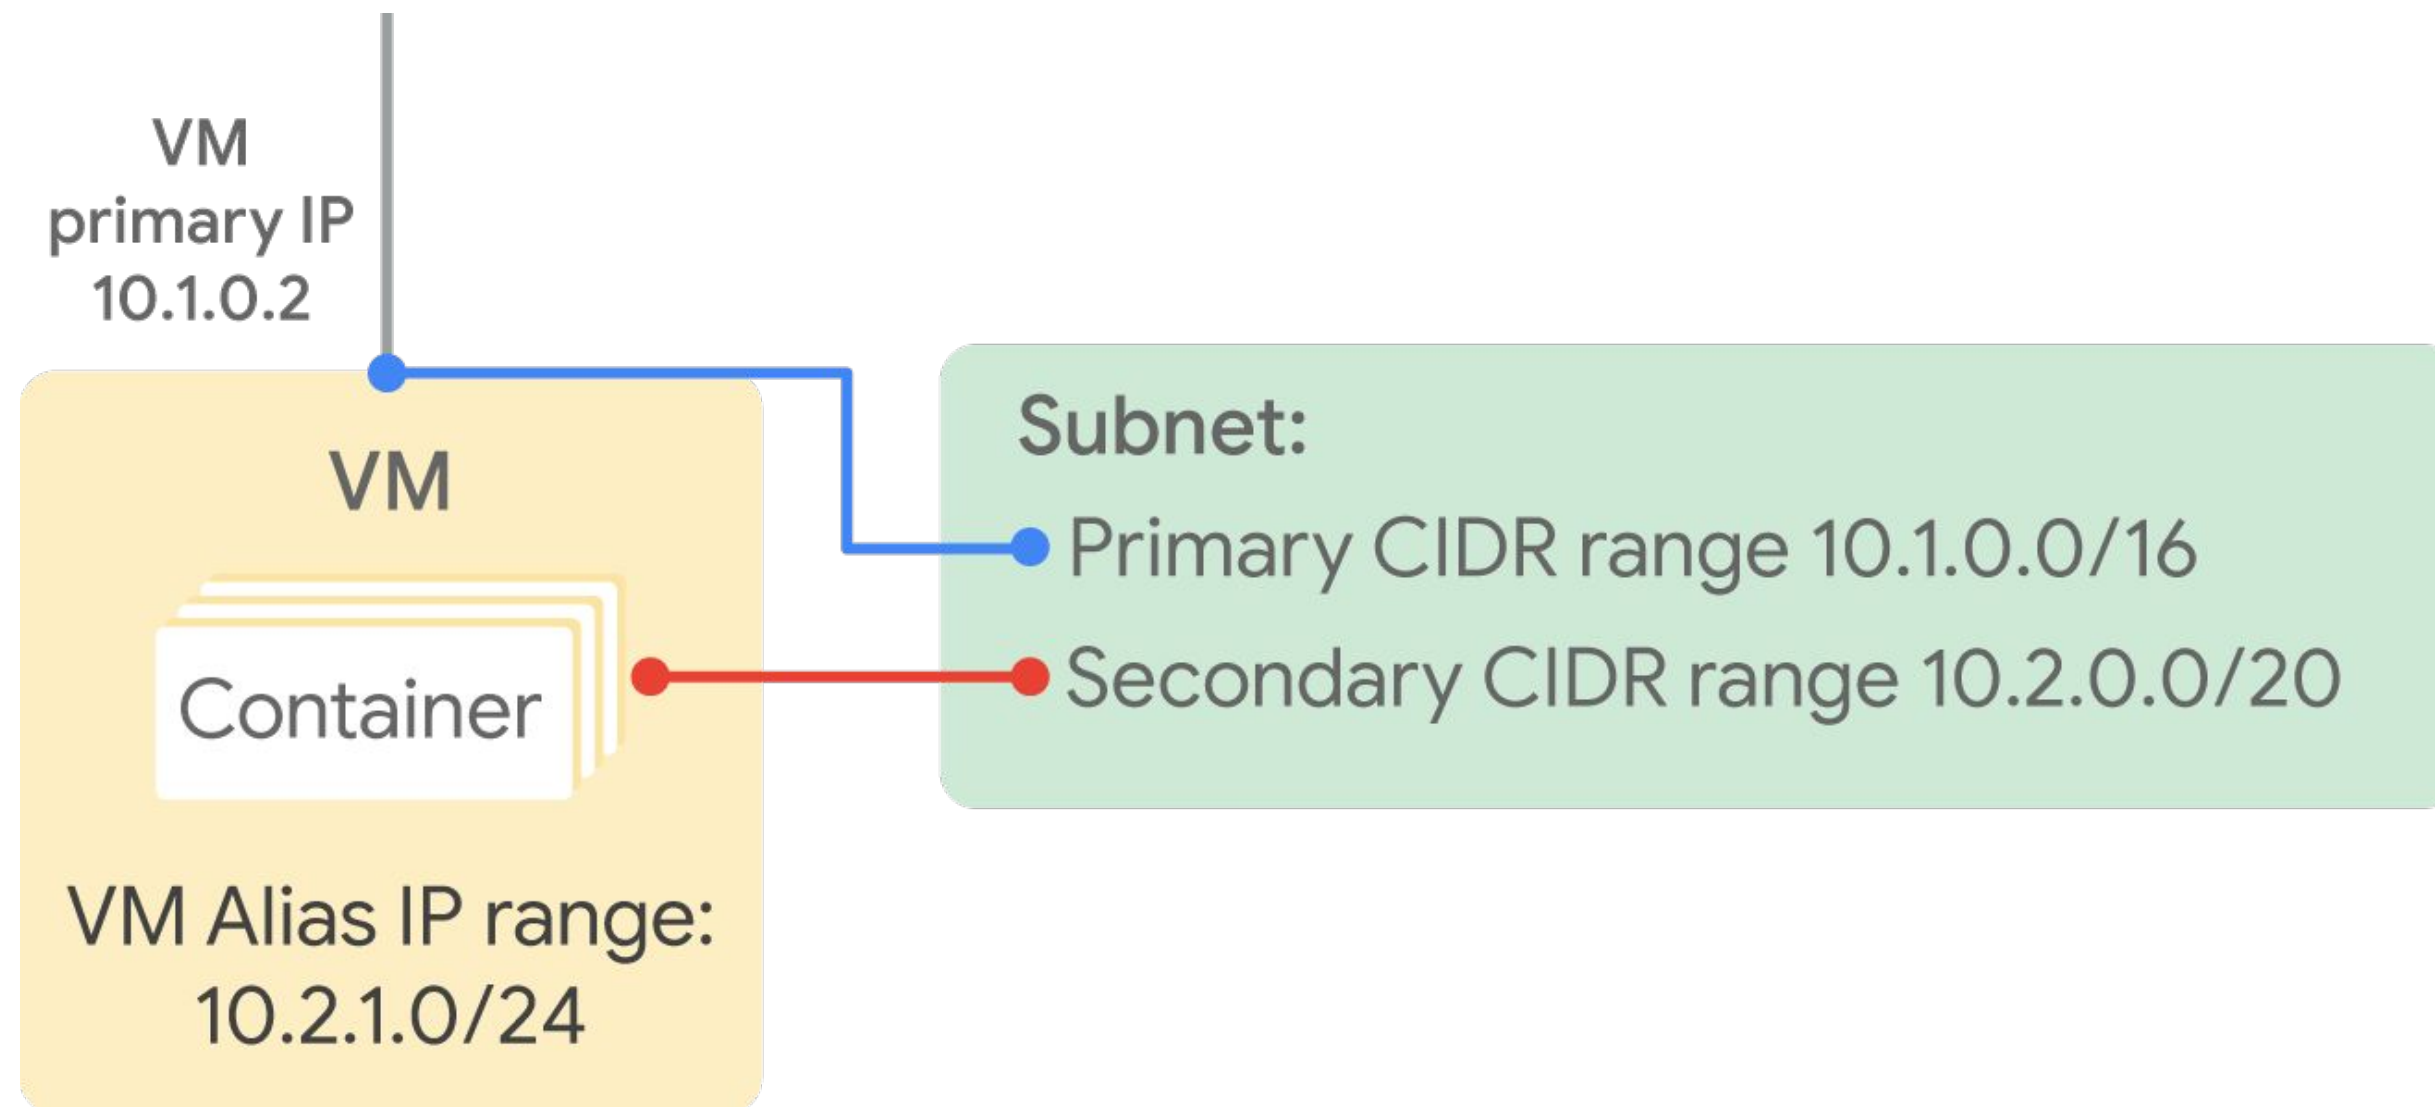 VM
primary IP
10.1.0.2
VM
Container
VM Alias IP range:
10.2.1.0/24
Subnet:
Primary CIDR range 10.1.0.0/16
Secondary CIDR range 10.2.0.0/20